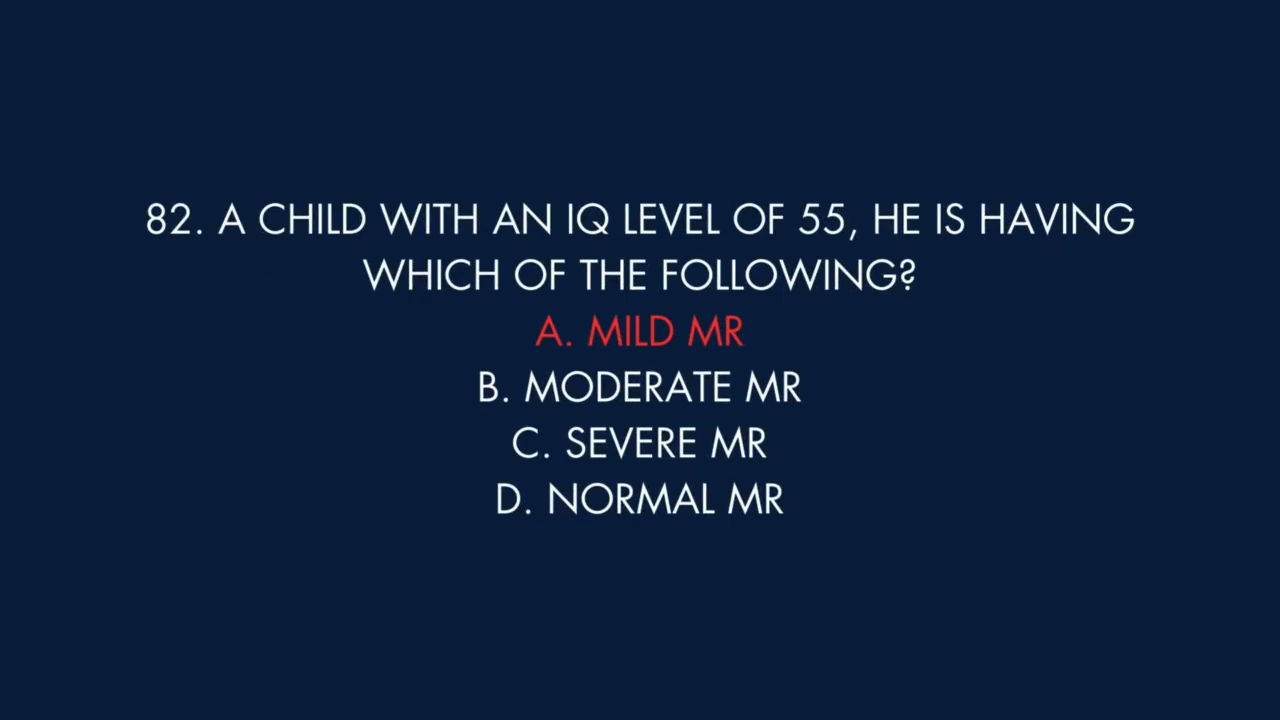 82. A CHILD WITH AN IQ LEVEL OF 55, HE IS HAVING
WHICH OF THE FOLLOWING?
A. MILD MR
B. MODERATE MR
C. SEVERE MR
D. NORMAL MR